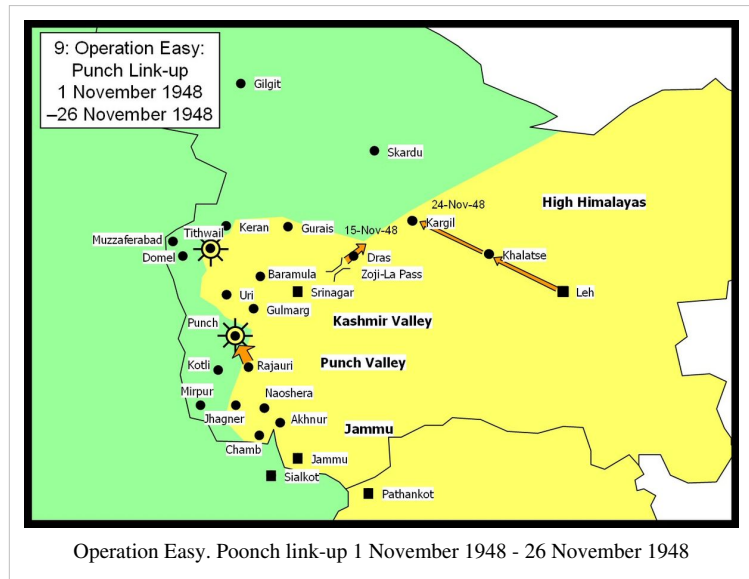 9: Operation Easy:
Punch Link-up
1 November 1948
–26 November 1948
Gilgit
Skardu
High Himalayas
24-Nov-48
Kargil
15-Nov-48
Tithwail
Keran
Gurais
Muzzaferabad
Domel
Dras
Khalatse
Baramula
Zoji-La Pass
Uri
Srinagar
Leh
Gulmarg
Punch
Kashmir Valley
Kotli
Rajauri
Punch Valley
Mirpur
Naoshera
Jhagner
Akhnur
Jammu
Chamb
Jammu
Sialkot
Pathankot
Operation Easy. Poonch link-up 1 November 1948 - 26 November 1948